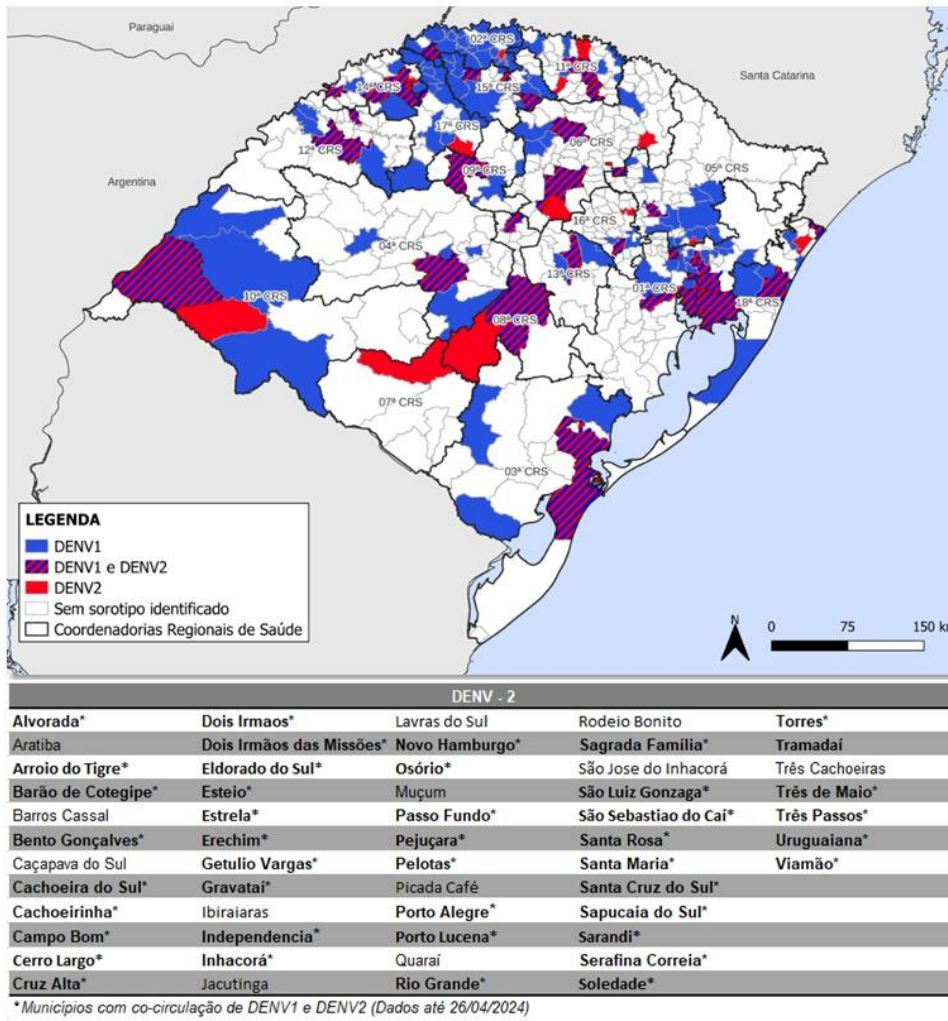 Paraguai
Santa Catarina
Argentina
02ª CRS
11ª CRS
15ª CRS
14ª CRS
17ª CRS
06ª CRS
12ª CRS
09ª CRS
05ª CRS
16ª CRS
04ª CRS
13ª CRS
01ª CRS
18ª CRS
10ª CRS
08ª CRS
07ª CRS
03ª CRS
LEGENDA
DENV1
DENV1 e DENV2
DENV2
Sem sorotipo identificado
Coordenadorias Regionais de Saúde
N
0 75 150 km
DENV - 2
Alvorada* Dois Irmaos* Lavras do Sul Rodeio Bonito Torres*
Aratiba Dois Irmãos das Missões* Novo Hamburgo* Sagrada Família* Tramadaí
Arroio do Tigre* Eldorado do Sul* Osório* São Jose do Inhacorá Três Cachoeiras
Barão de Cotegipe* Esteio* Muçum São Luiz Gonzaga* Três de Maio*
Barros Cassal Estrela* Passo Fundo* São Sebastiao do Caí* Três Passos*
Bento Gonçalves* Erechim* Pejuçara* Santa Rosa* Uruguaiana*
Caçapava do Sul Getulio Vargas* Pelotas* Santa Maria* Viamão*
Cachoeira do Sul* Gravataí* Picada Café Santa Cruz do Sul*
Cachoeirinha* Ibiraiaras Porto Alegre* Sapucaia do Sul*
Campo Bom* Independencia* Porto Lucena* Sarandi*
Cerro Largo* Inhacorá* Quaraí Serafina Correia*
Cruz Alta* Jacutinga Rio Grande* Soledade*
*Municípios com co-circulação de DENV1 e DENV2 (Dados até 26/04/2024)